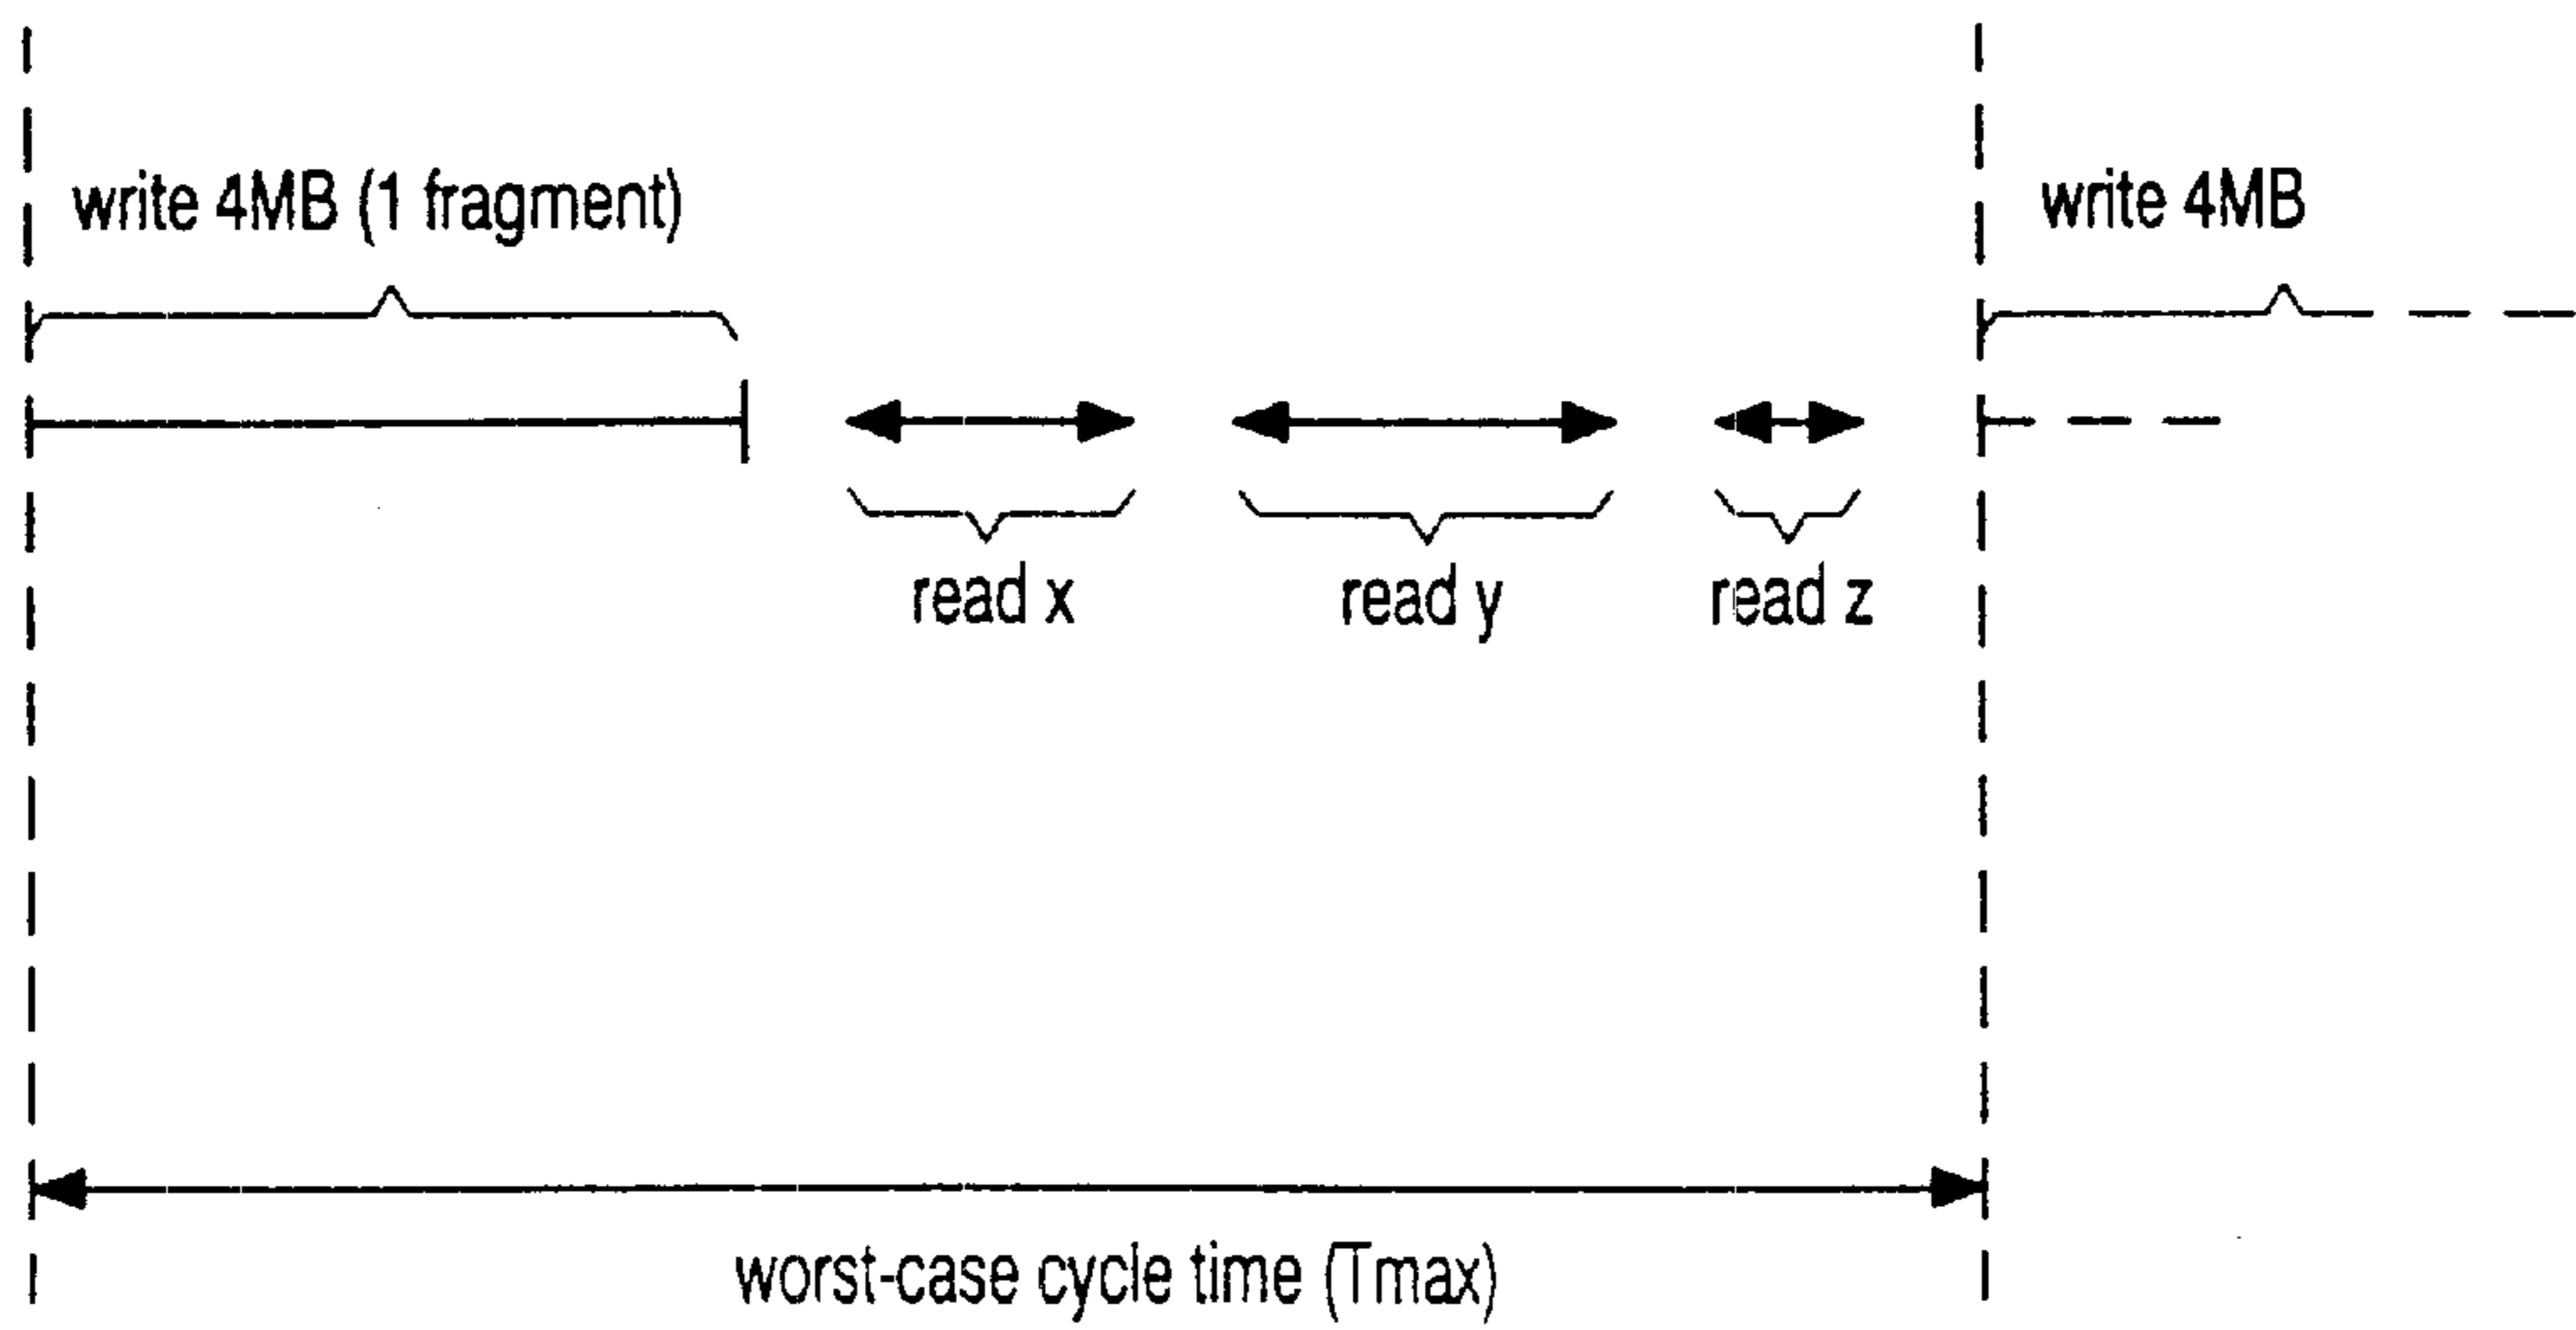 write 4MB (1 fragment)
write 4MB
read x
read y
read z
worst-case cycle time (Tmax)